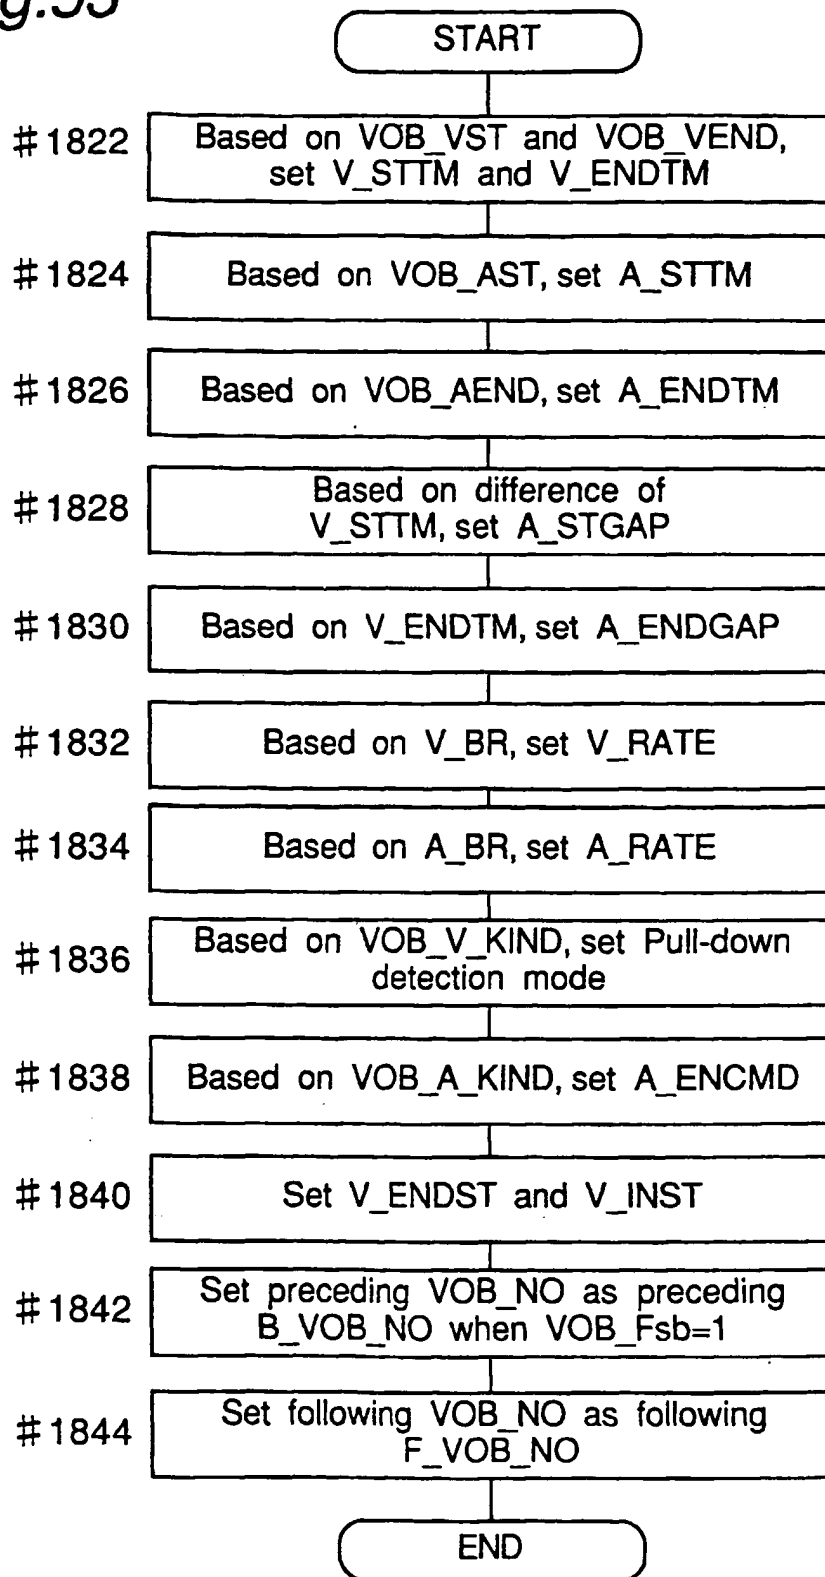 START
#1822
Based on VOB_VST and VOB_VEND,
set V_STTM and V_ENDTM
#1824
Based on VOB_AST, set A_STTM
#1826
Based on VOB_AEND, set A_ENDTM
#1828
Based on difference of
V_STTM, set A_STGAP
#1830
Based on V_ENDTM, set A_ENDGAP
#1832
Based on V_BR, set V_RATE
#1834
Based on A_BR, set A_RATE
#1836
Based on VOB_V_KIND, set Pull-down
detection mode
#1838
Based on VOB_A_KIND, set A_ENCMD
#1840
Set V_ENDST and V_INST
#1842
Set preceding VOB_NO as preceding
B_VOB_NO when VOB_Fsb=1
#1844
Set following VOB_NO as following
F_VOB_NO
END